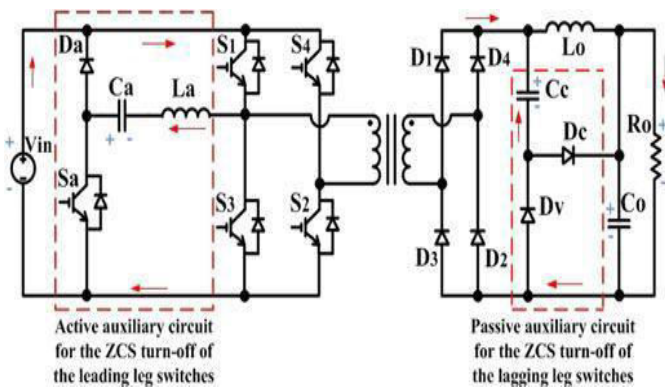 Da
S1
S4
D1
D4
Lo
Ca
La
Cc
Vin
Sa
S3
S2
Dc
Ro
Dv
Co
D3
D2
Active auxiliary circuit
for the ZCS turn-off of
the leading leg switches
Passive auxiliary circuit
for the ZCS turn-off of
the lagging leg switches